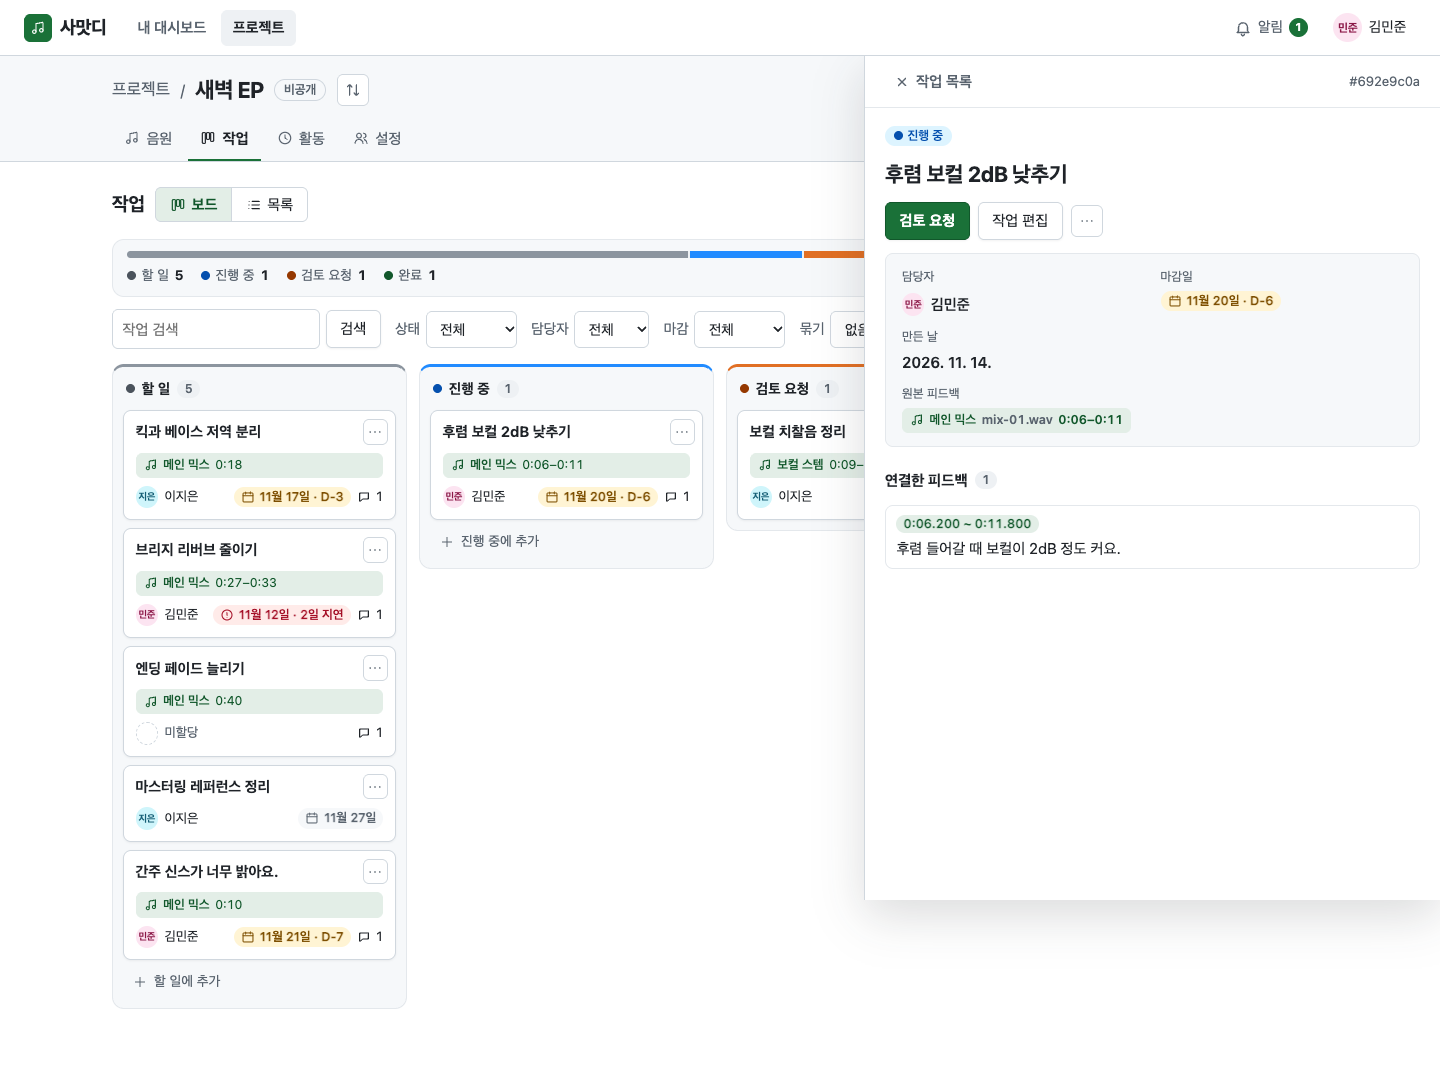 사맛디
내 대시보드
프로젝트
알림 1
민준 김민준
프로젝트 / 새벽 EP 비공개
음원
작업
활동
설정
작업
보드
목록
할 일 5
진행 중 1
검토 요청 1
완료 1
작업 검색
검색
상태 전체
담당자 전체
마감 전체
묶기
할 일 5
킥과 베이스 저역 분리
메인 믹스 0:18
지은 이지은 11월 17일 · D-3 1
브리지 리버브 줄이기
메인 믹스 0:27–0:33
민준 김민준 11월 12일 · 2일 지연 1
엔딩 페이드 늘리기
메인 믹스 0:40
미할당 1
마스터링 레퍼런스 정리
지은 이지은 11월 27일
간주 신스가 너무 밝아요.
메인 믹스 0:10
민준 김민준 11월 21일 · D-7 1
할 일에 추가
진행 중 1
후렴 보컬 2dB 낮추기
메인 믹스 0:06–0:11
민준 김민준 11월 20일 · D-6 1
진행 중에 추가
검토 요청 1
보컬 치찰음 정리
보컬 스템 0:09–
지은 이지은
작업 목록
#692e9c0a
진행 중
후렴 보컬 2dB 낮추기
검토 요청
작업 편집
담당자
민준 김민준
마감일
11월 20일 · D-6
만든 날
2026. 11. 14.
원본 피드백
메인 믹스 mix-01.wav 0:06–0:11
연결한 피드백 1
0:06.200 ~ 0:11.800
후렴 들어갈 때 보컬이 2dB 정도 커요.